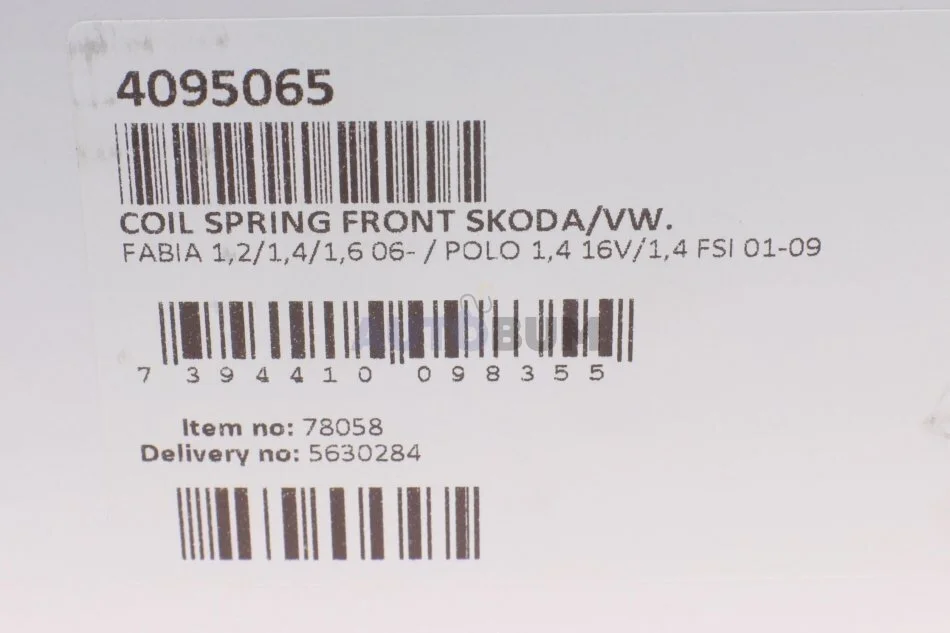 4095065
COIL SPRING FRONT SKODA/VW.
FABIA 1,2/1,4/1,6 06- / POLO 1,4 16V/1,4 FSI 01-09
AUTOBUM
7 394410 098355
Item no: 78058
Delivery no: 5630284